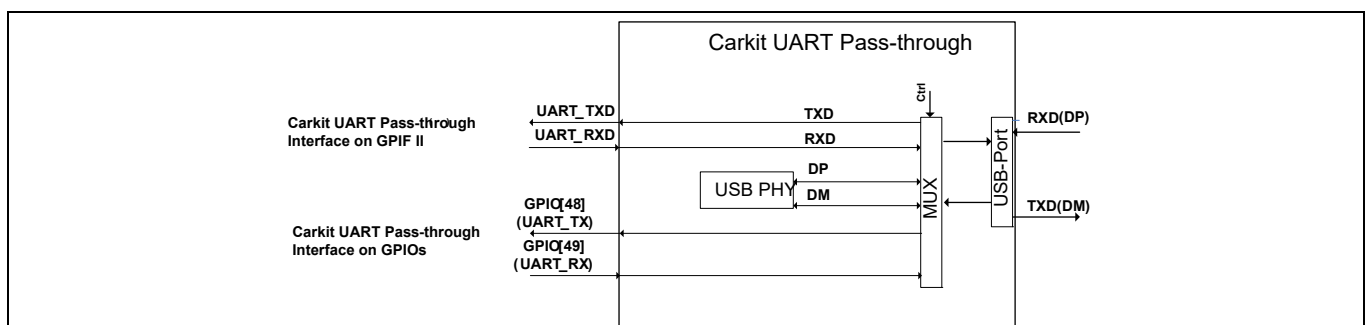 Carkit UART Pass-through
Ctrl
UART_TXD
TXD
RXD(DP)
Carkit UART Pass-through
Interface on GPIF II
UART_RXD
RXD
DP
USB PHY
DM
MUX
USB-Port
GPIO[48]
(UART_TX)
TXD(DM)
Carkit UART Pass-through
Interface on GPIOs
GPIO[49]
(UART_RX)